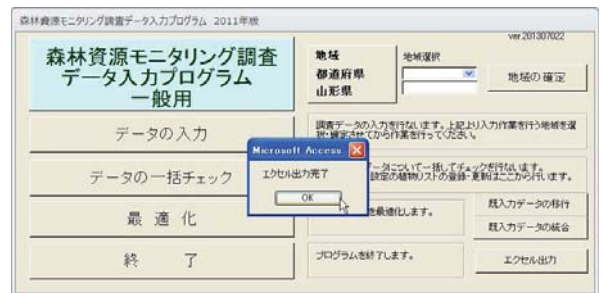 森林資源モニタリング調査データ入力プログラム 2011年版
ver.201307022
森林資源モニタリング調査
データ入力プログラム
一般用
地域
都道府県
山形県
地域選択
地域の確定
データの入力
調査データの入力を行ないます。上記より入力作業を行う地域を選
択・確定させてから作業を行ってください。
Microsoft Access
エクセル出力完了
OK
データの一括チェック
データについて一括してチェックを行ないます。
設定の植物リストの登録・更新はここから行います。
最 適 化
を最適化します。
既入力データの移行
既入力データの統合
終 了
プログラムを終了します。
エクセル出力